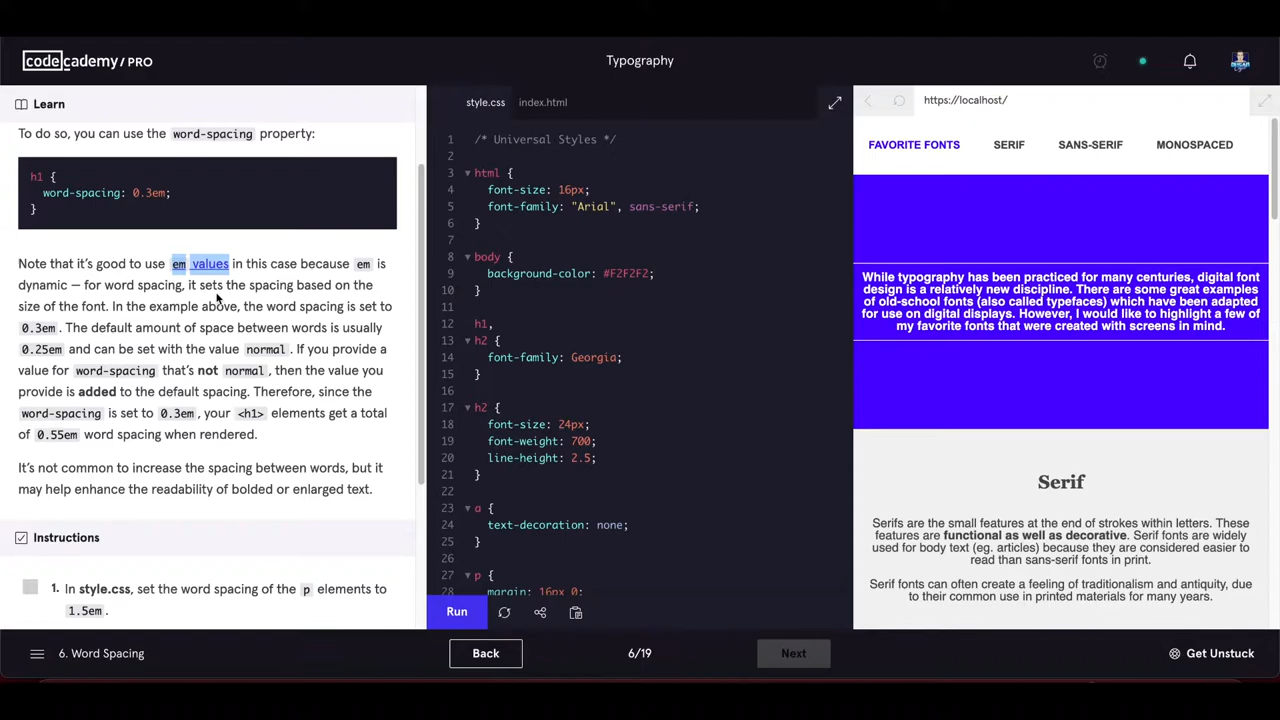 codecademy / PRO
Typography
Learn
To do so, you can use the word-spacing property:
h1 {
word-spacing: 0.3em;
}
Note that it's good to use em values in this case because em is
dynamic — for word spacing, it sets the spacing based on the
size of the font. In the example above, the word spacing is set to
0.3em. The default amount of space between words is usually
0.25em and can be set with the value normal. If you provide a
value for word-spacing that's not normal, then the value you
provide is added to the default spacing. Therefore, since the
word-spacing is set to 0.3em, your <h1> elements get a total
of 0.55em word spacing when rendered.
It's not common to increase the spacing between words, but it
may help enhance the readability of bolded or enlarged text.
Instructions
1. In style.css, set the word spacing of the p elements to
1.5em.
style.css index.html
1 /* Universal Styles */
2
3 html {
4 font-size: 16px;
5 font-family: "Arial", sans-serif;
6 }
7
8 body {
9 background-color: #F2F2F2;
10 }
11
12 h1,
13 h2 {
14 font-family: Georgia;
15 }
16
17 h2 {
18 font-size: 24px;
19 font-weight: 700;
20 line-height: 2.5;
21 }
22
23 a {
24 text-decoration: none;
25 }
26
27 p {
28 margin: 16px 0;
Run
https://localhost/
FAVORITE FONTS SERIF SANS-SERIF MONOSPACED
While typography has been practiced for many centuries, digital font
design is a relatively new discipline. There are some great examples
of old-school fonts (also called typefaces) which have been adapted
for use on digital displays. However, I would like to highlight a few of
my favorite fonts that were created with screens in mind.
Serif
Serifs are the small features at the end of strokes within letters. These
features are functional as well as decorative. Serif fonts are widely
used for body text (eg. articles) because they are considered easier to
read than sans-serif fonts in print.
Serif fonts can often create a feeling of traditionalism and antiquity, due
to their common use in printed materials for many years.
6. Word Spacing
Back
6/19
Next
Get Unstuck